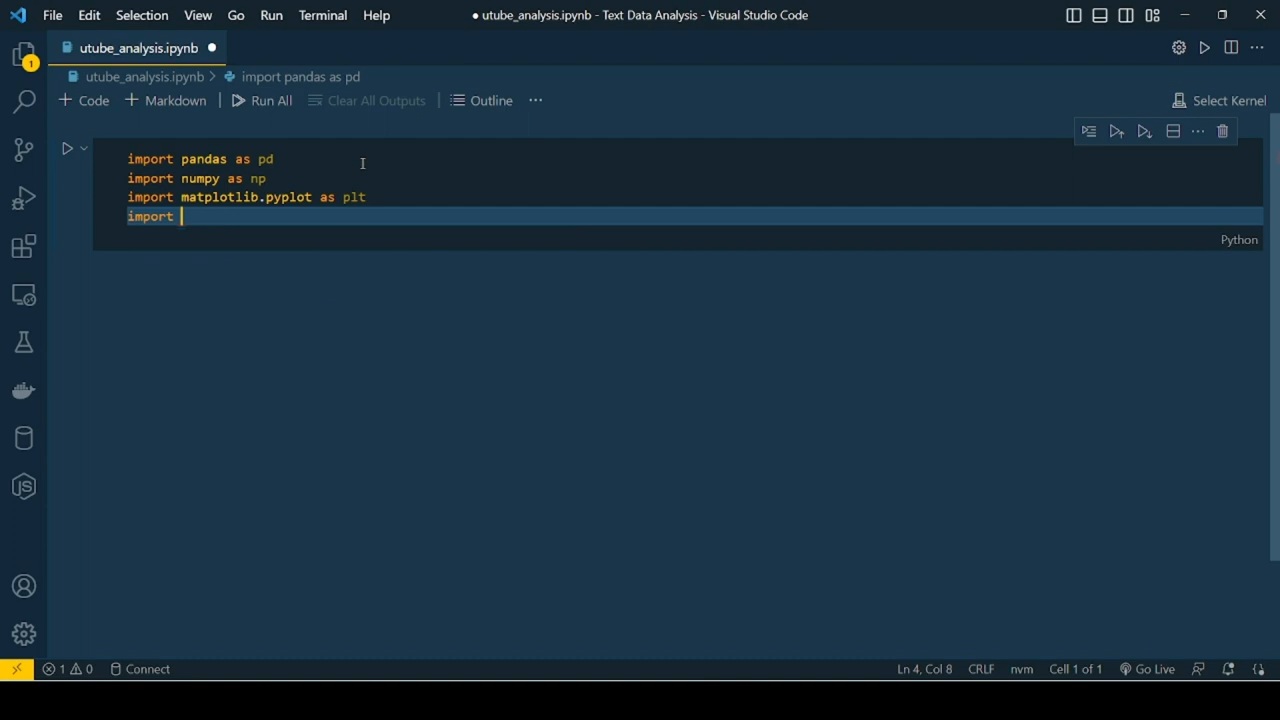 File Edit Selection View Go Run Terminal Help ● utube_analysis.ipynb - Text Data Analysis - Visual Studio Code
utube_analysis.ipynb
utube_analysis.ipynb > import pandas as pd
+ Code + Markdown Run All Clear All Outputs Outline ... Select Kernel
import pandas as pd
import numpy as np
import matplotlib.pyplot as plt
import
Python
1
1 0 Connect Ln 4, Col 8 CRLF nvm Cell 1 of 1 Go Live